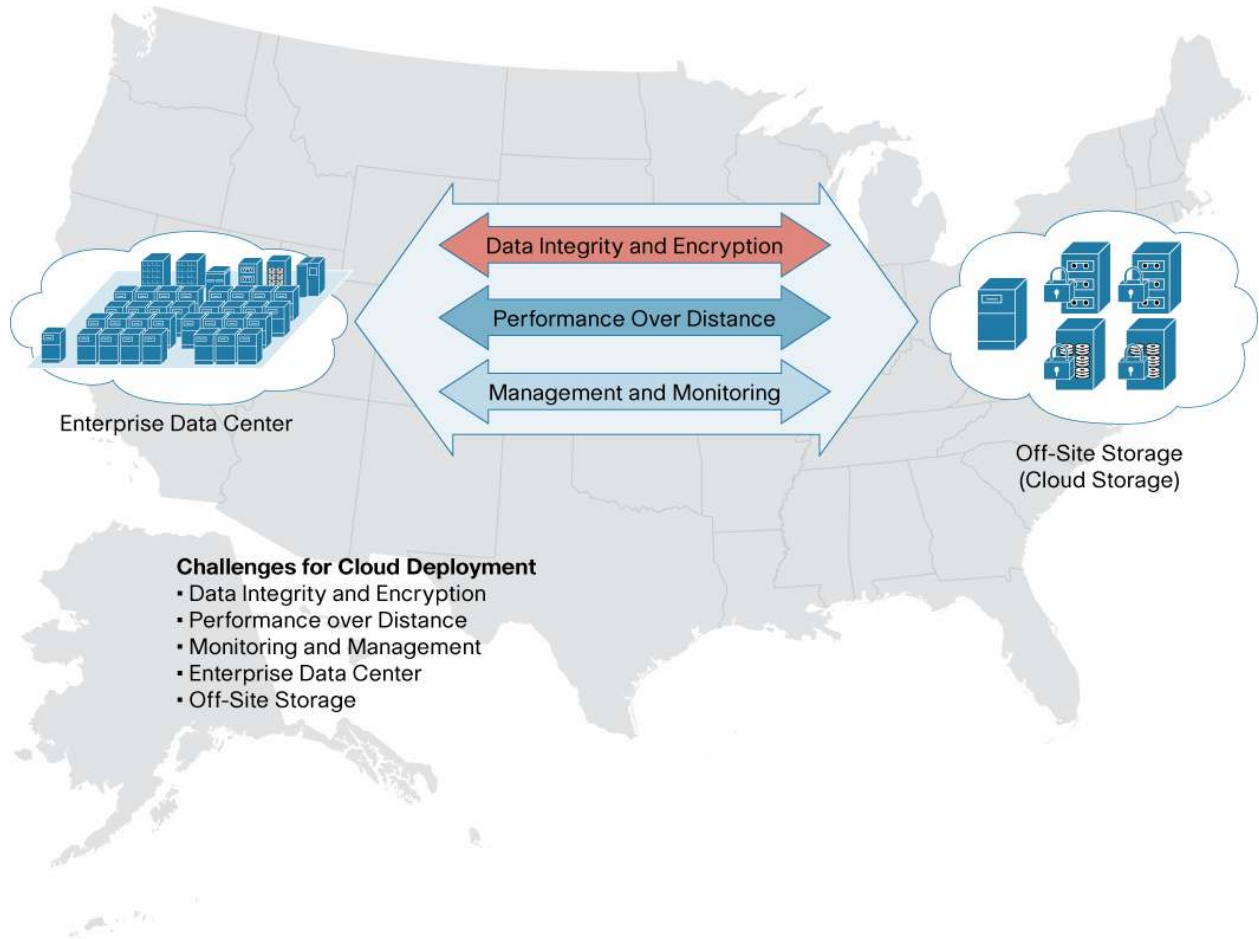 Data Integrity and Encryption
Performance Over Distance
Management and Monitoring
Enterprise Data Center
Off-Site Storage
(Cloud Storage)
Challenges for Cloud Deployment
▪ Data Integrity and Encryption
▪ Performance over Distance
▪ Monitoring and Management
▪ Enterprise Data Center
▪ Off-Site Storage